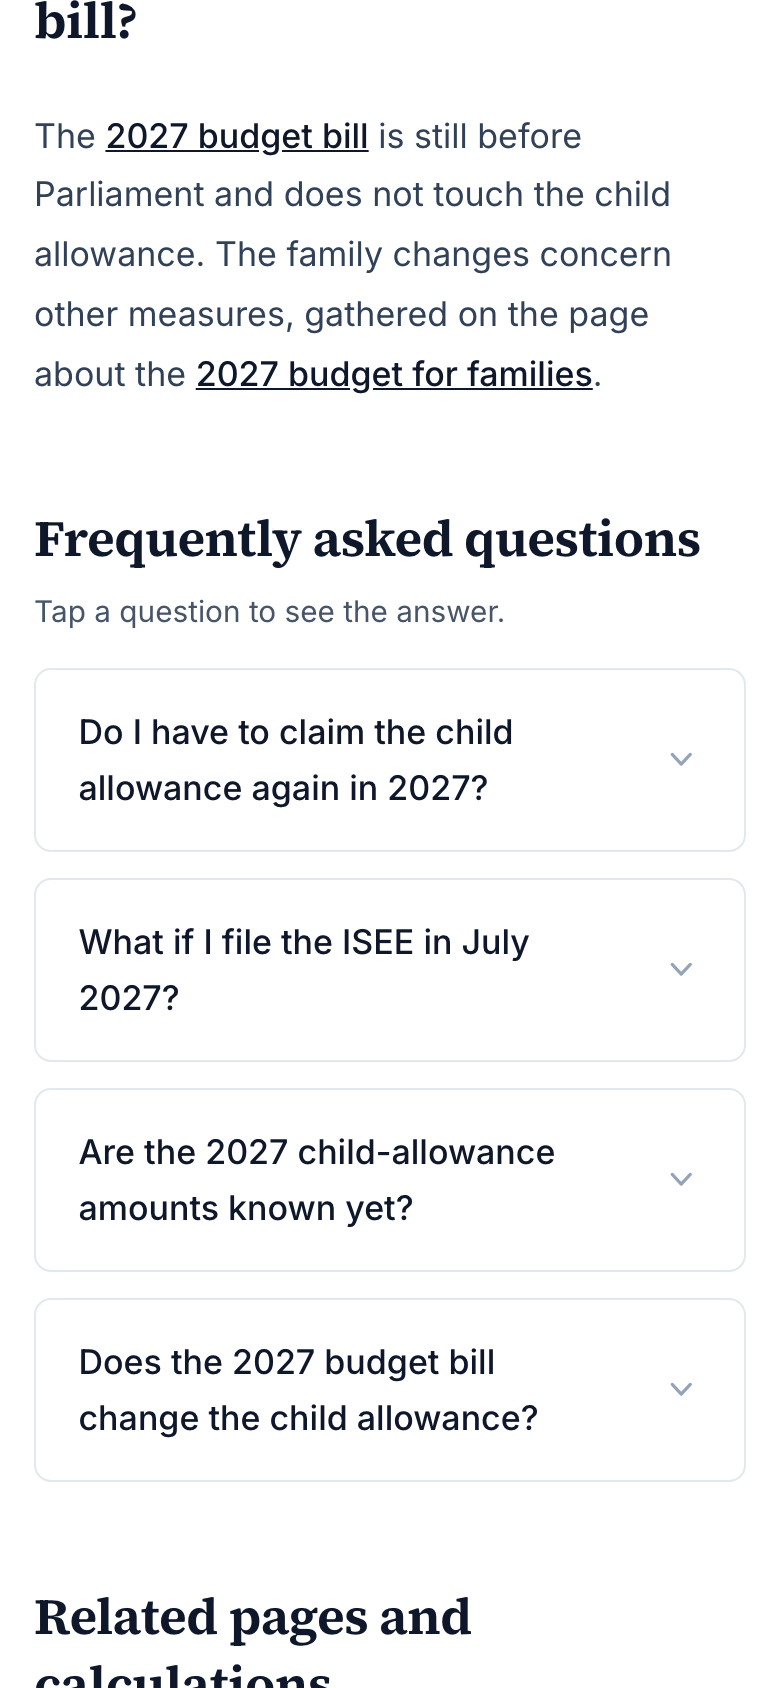 bill?
The 2027 budget bill is still before
Parliament and does not touch the child
allowance. The family changes concern
other measures, gathered on the page
about the 2027 budget for families.
Frequently asked questions
Tap a question to see the answer.
Do I have to claim the child
allowance again in 2027?
What if I file the ISEE in July
2027?
Are the 2027 child-allowance
amounts known yet?
Does the 2027 budget bill
change the child allowance?
Related pages and
calculations